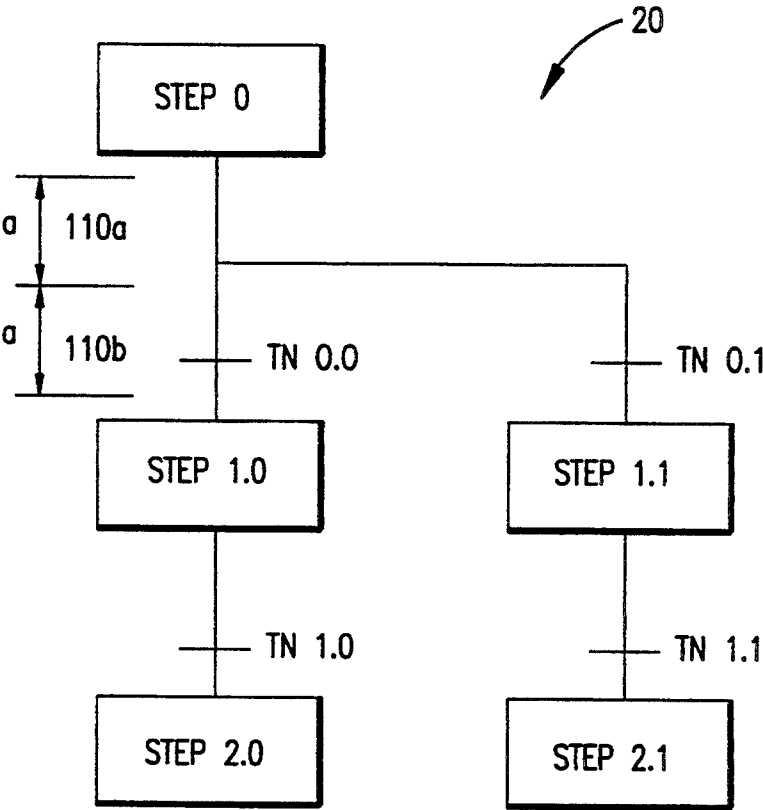 20
STEP 0
a 110a
a 110b
TN 0.0
TN 0.1
STEP 1.0
STEP 1.1
TN 1.0
TN 1.1
STEP 2.0
STEP 2.1